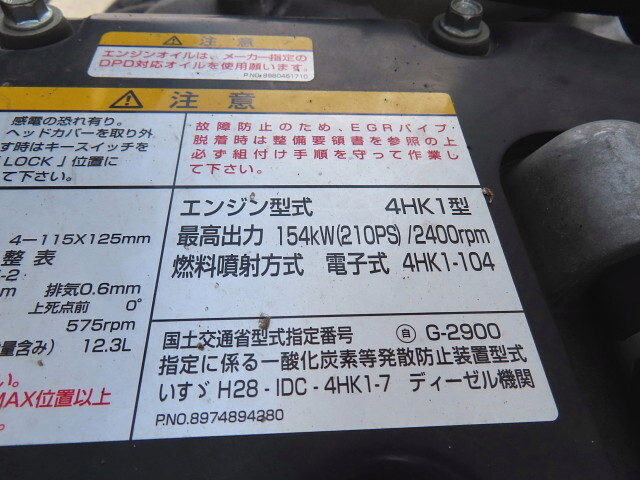 注意
エンジンオイルは、メーカー指定の
DPD対応オイルを使用願います。
P.NO.8980461710
注意
感電の恐れ有り。
ヘッドカバーを取り外
す時はキースイッチを
LOCK」位置に
て下さい。
故障防止のため、EGRパイプ
脱着時は整備要領書を参照の上
必ず組付け手順を守って作業し
て下さい。
エンジン型式 4HK1型
最高出力 154kW(210PS)/2400rpm
燃料噴射方式 電子式 4HK1-104
4-115X125mm
整表
-2
m 排気0.6mm
上死点前 0°
575rpm
量含み) 12.3L
い。
MAX位置以上
す。
国土交通省型式指定番号 自 G-2900
指定に係る一酸化炭素等発散防止装置型式
いすゞ H28-IDC-4HK1-7 ディーゼル機関
P.NO.8974894280